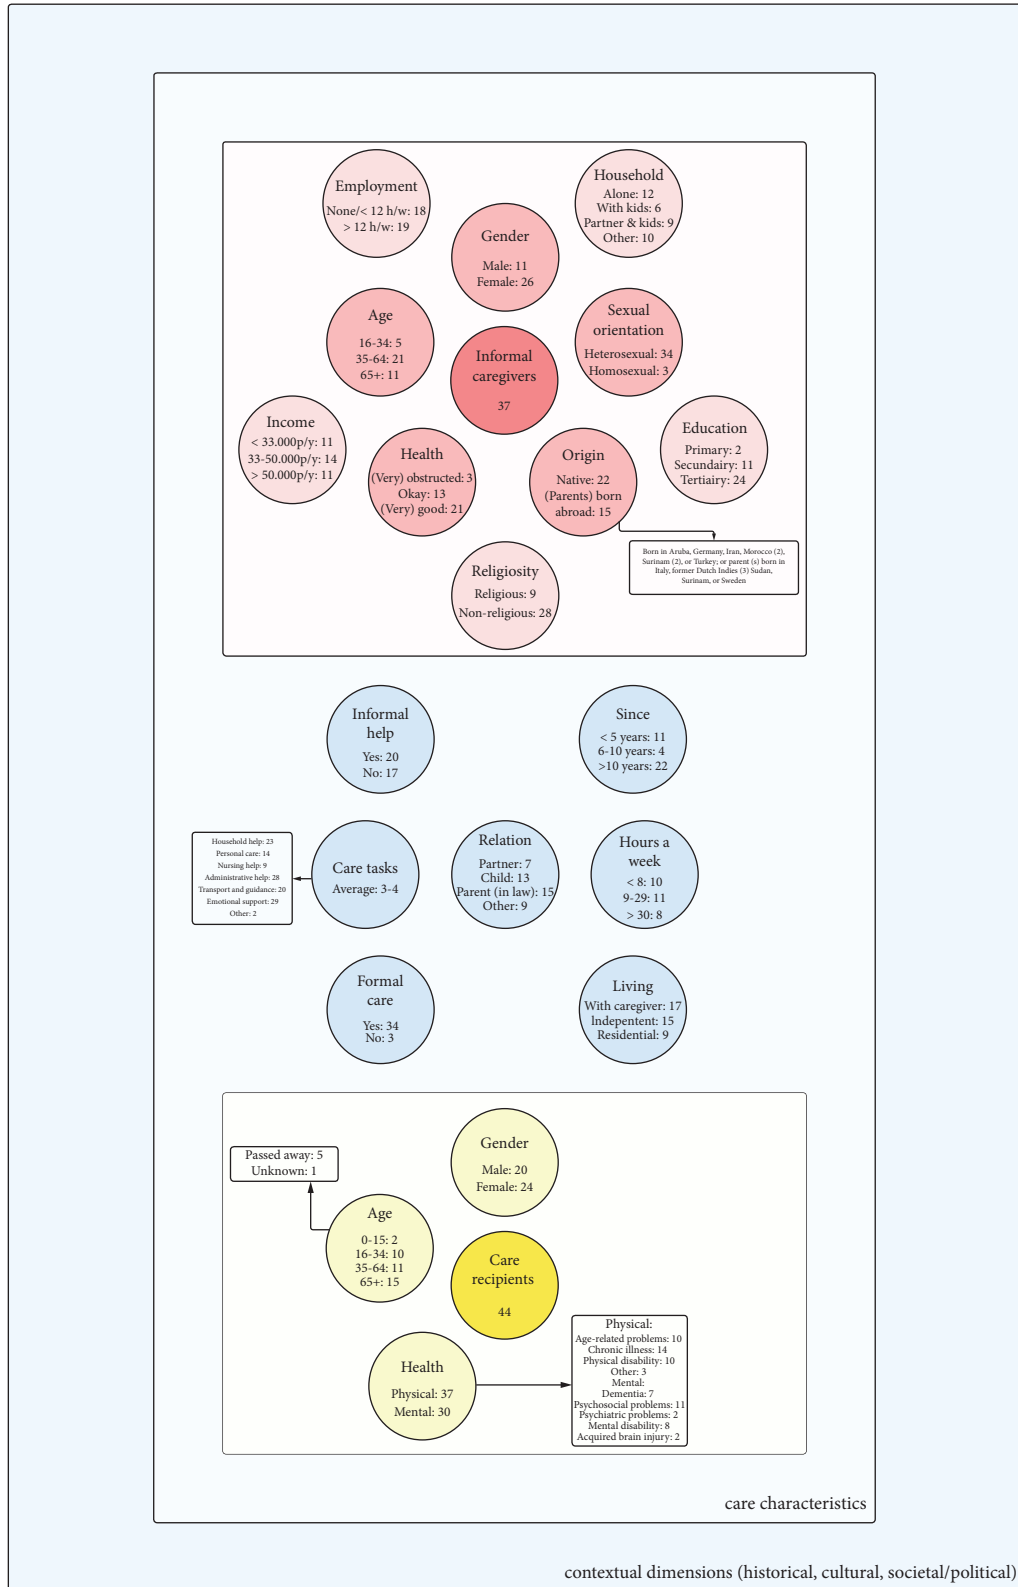 Employment
None/< 12 h/w: 18
> 12 h/w: 19
Household
Alone: 12
With kids: 6
Partner & kids: 9
Other: 10
Gender
Male: 11
Female: 26
Age
16-34: 5
35-64: 21
65+: 11
Sexual
orientation
Heterosexual: 34
Homosexual: 3
Informal
caregivers
37
Income
< 33.000p/y: 11
33-50.000p/y: 14
> 50.000p/y: 11
Education
Primary: 2
Secundairy: 11
Tertiairy: 24
Health
(Very) obstructed: 3
Okay: 13
(Very) good: 21
Origin
Native: 22
(Parents) born
abroad: 15
Born in Aruba, Germany, Iran, Morocco (2),
Surinam (2), or Turkey; or parent (s) born in
Italy, former Dutch Indies (3) Sudan,
Surinam, or Sweden
Religiosity
Religious: 9
Non-religious: 28
Informal
help
Yes: 20
No: 17
Since
< 5 years: 11
6-10 years: 4
>10 years: 22
Household help: 23
Personal care: 14
Nursing help: 9
Administrative help: 28
Transport and guidance: 20
Emotional support: 29
Other: 2
Care tasks
Average: 3-4
Relation
Partner: 7
Child: 13
Parent (in law): 15
Other: 9
Hours a
week
< 8: 10
9-29: 11
> 30: 8
Formal
care
Yes: 34
No: 3
Living
With caregiver: 17
Indepentent: 15
Residential: 9
Gender
Male: 20
Female: 24
Passed away: 5
Unknown: 1
Age
0-15: 2
16-34: 10
35-64: 11
65+: 15
Care
recipients
44
Health
Physical: 37
Mental: 30
Physical:
Age-related problems: 10
Chronic illness: 14
Physical disability: 10
Other: 3
Mental:
Dementia: 7
Psychosocial problems: 11
Psychiatric problems: 2
Mental disability: 8
Acquired brain injury: 2
care characteristics
contextual dimensions (historical, cultural, societal/political)